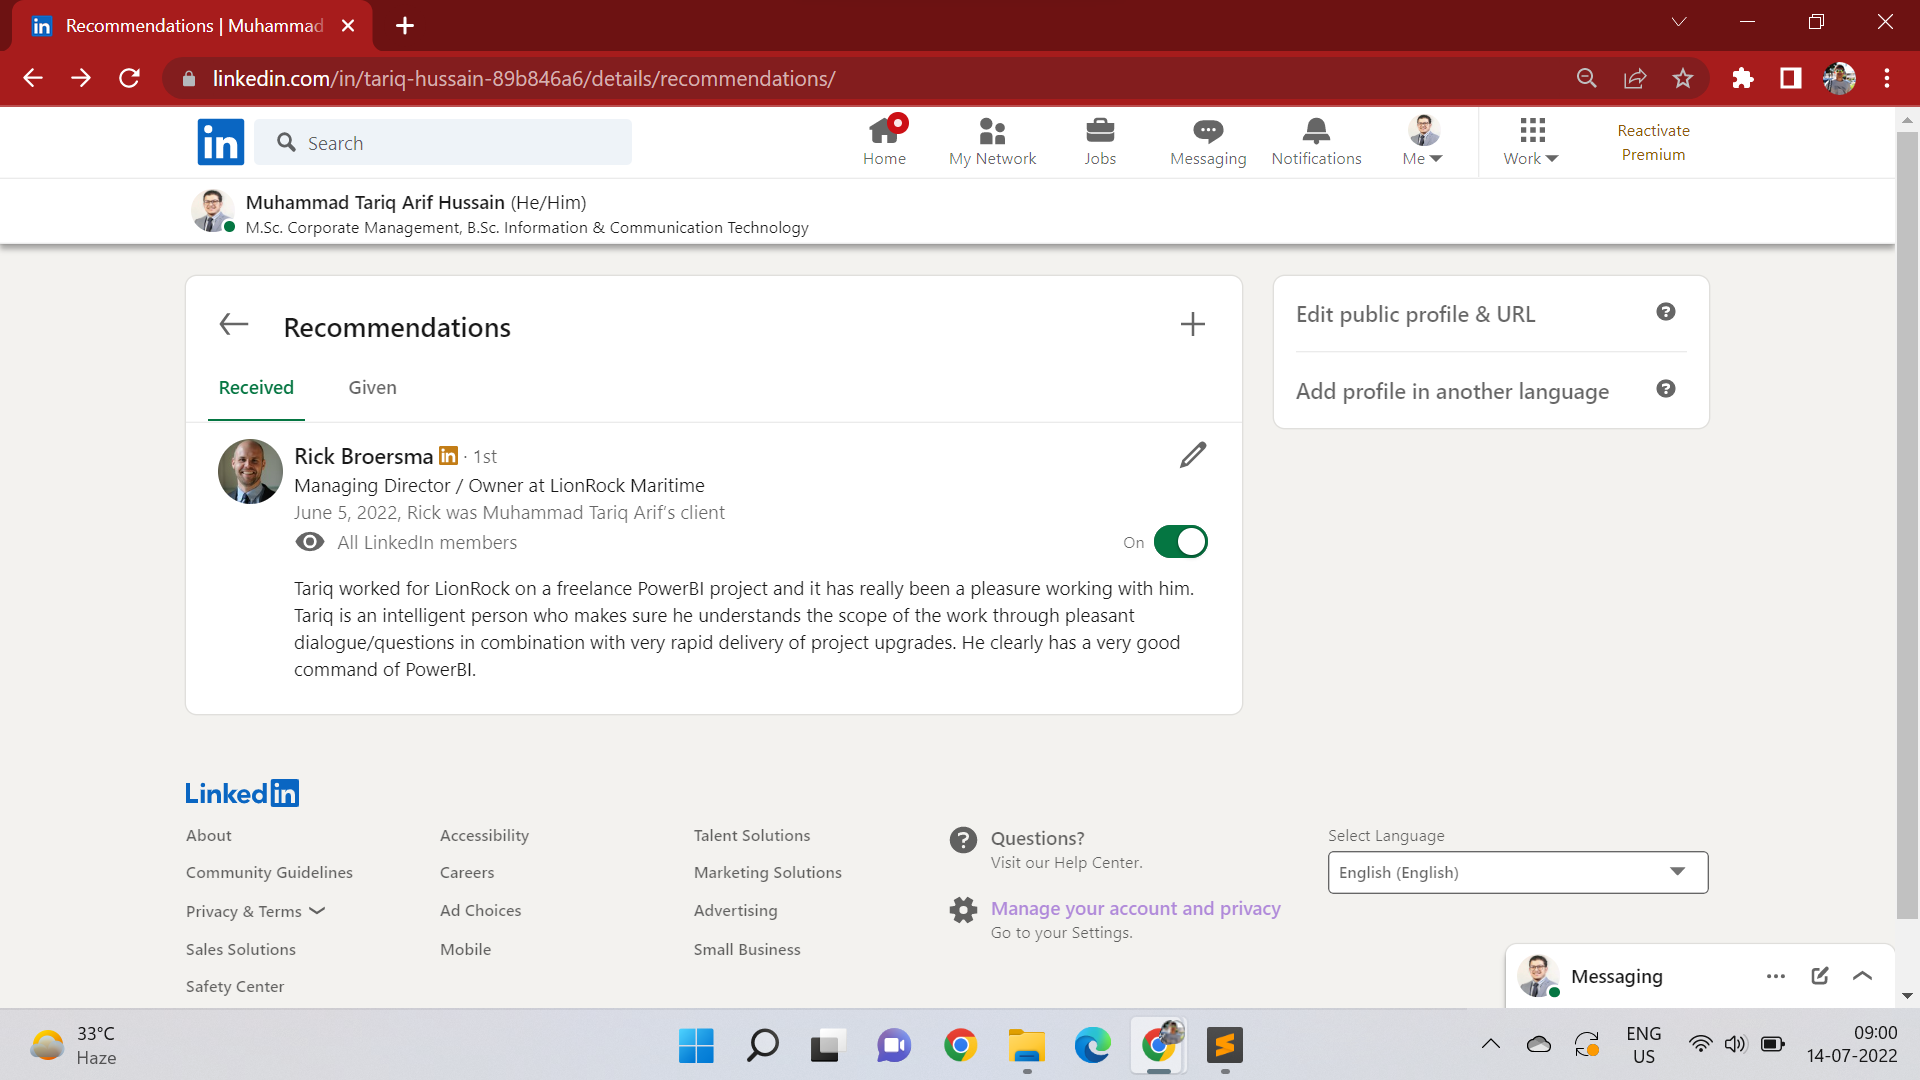 Recommendations | Muhammad
linkedin.com/in/tariq-hussain-89b846a6/details/recommendations/
in
Search
Home
My Network
Jobs
Messaging
Notifications
Me
Work
Reactivate
Premium
Muhammad Tariq Arif Hussain (He/Him)
M.Sc. Corporate Management, B.Sc. Information & Communication Technology
Recommendations
Received
Given
Rick Broersma in · 1st
Managing Director / Owner at LionRock Maritime
June 5, 2022, Rick was Muhammad Tariq Arif's client
All LinkedIn members
On
Tariq worked for LionRock on a freelance PowerBI project and it has really been a pleasure working with him.
Tariq is an intelligent person who makes sure he understands the scope of the work through pleasant
dialogue/questions in combination with very rapid delivery of project upgrades. He clearly has a very good
command of PowerBI.
Edit public profile & URL
Add profile in another language
LinkedIn
About
Community Guidelines
Privacy & Terms
Sales Solutions
Safety Center
Accessibility
Careers
Ad Choices
Mobile
Talent Solutions
Marketing Solutions
Advertising
Small Business
Questions?
Visit our Help Center.
Manage your account and privacy
Go to your Settings.
Select Language
English (English)
Messaging
33°C
Haze
ENG
US
09:00
14-07-2022